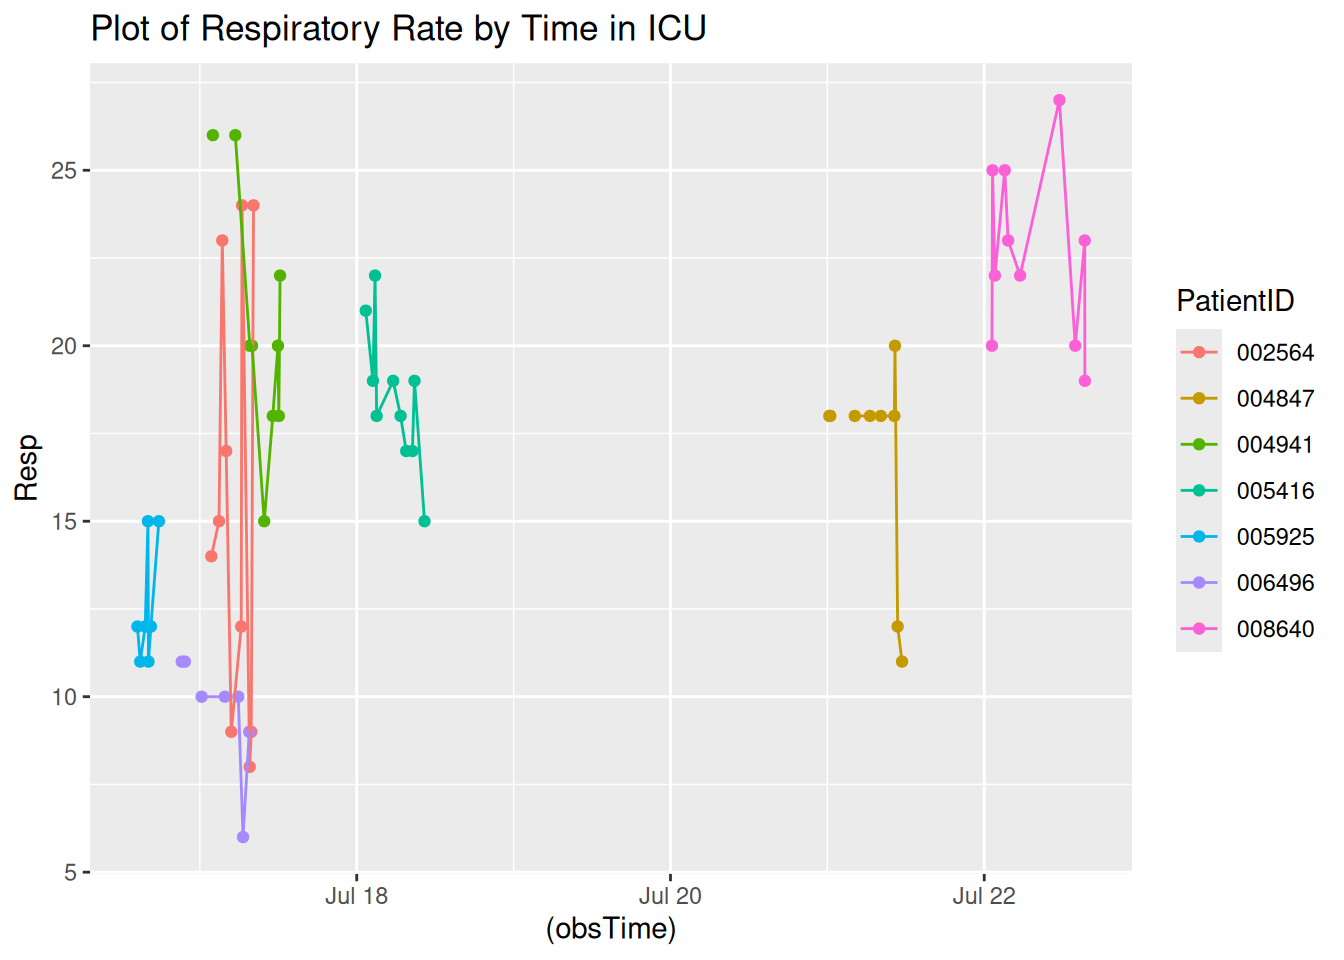 Plot of Respiratory Rate by Time in ICU
Resp
25
20
15
10
5
Jul 18
Jul 20
Jul 22
(obsTime)
PatientID
002564
004847
004941
005416
005925
006496
008640